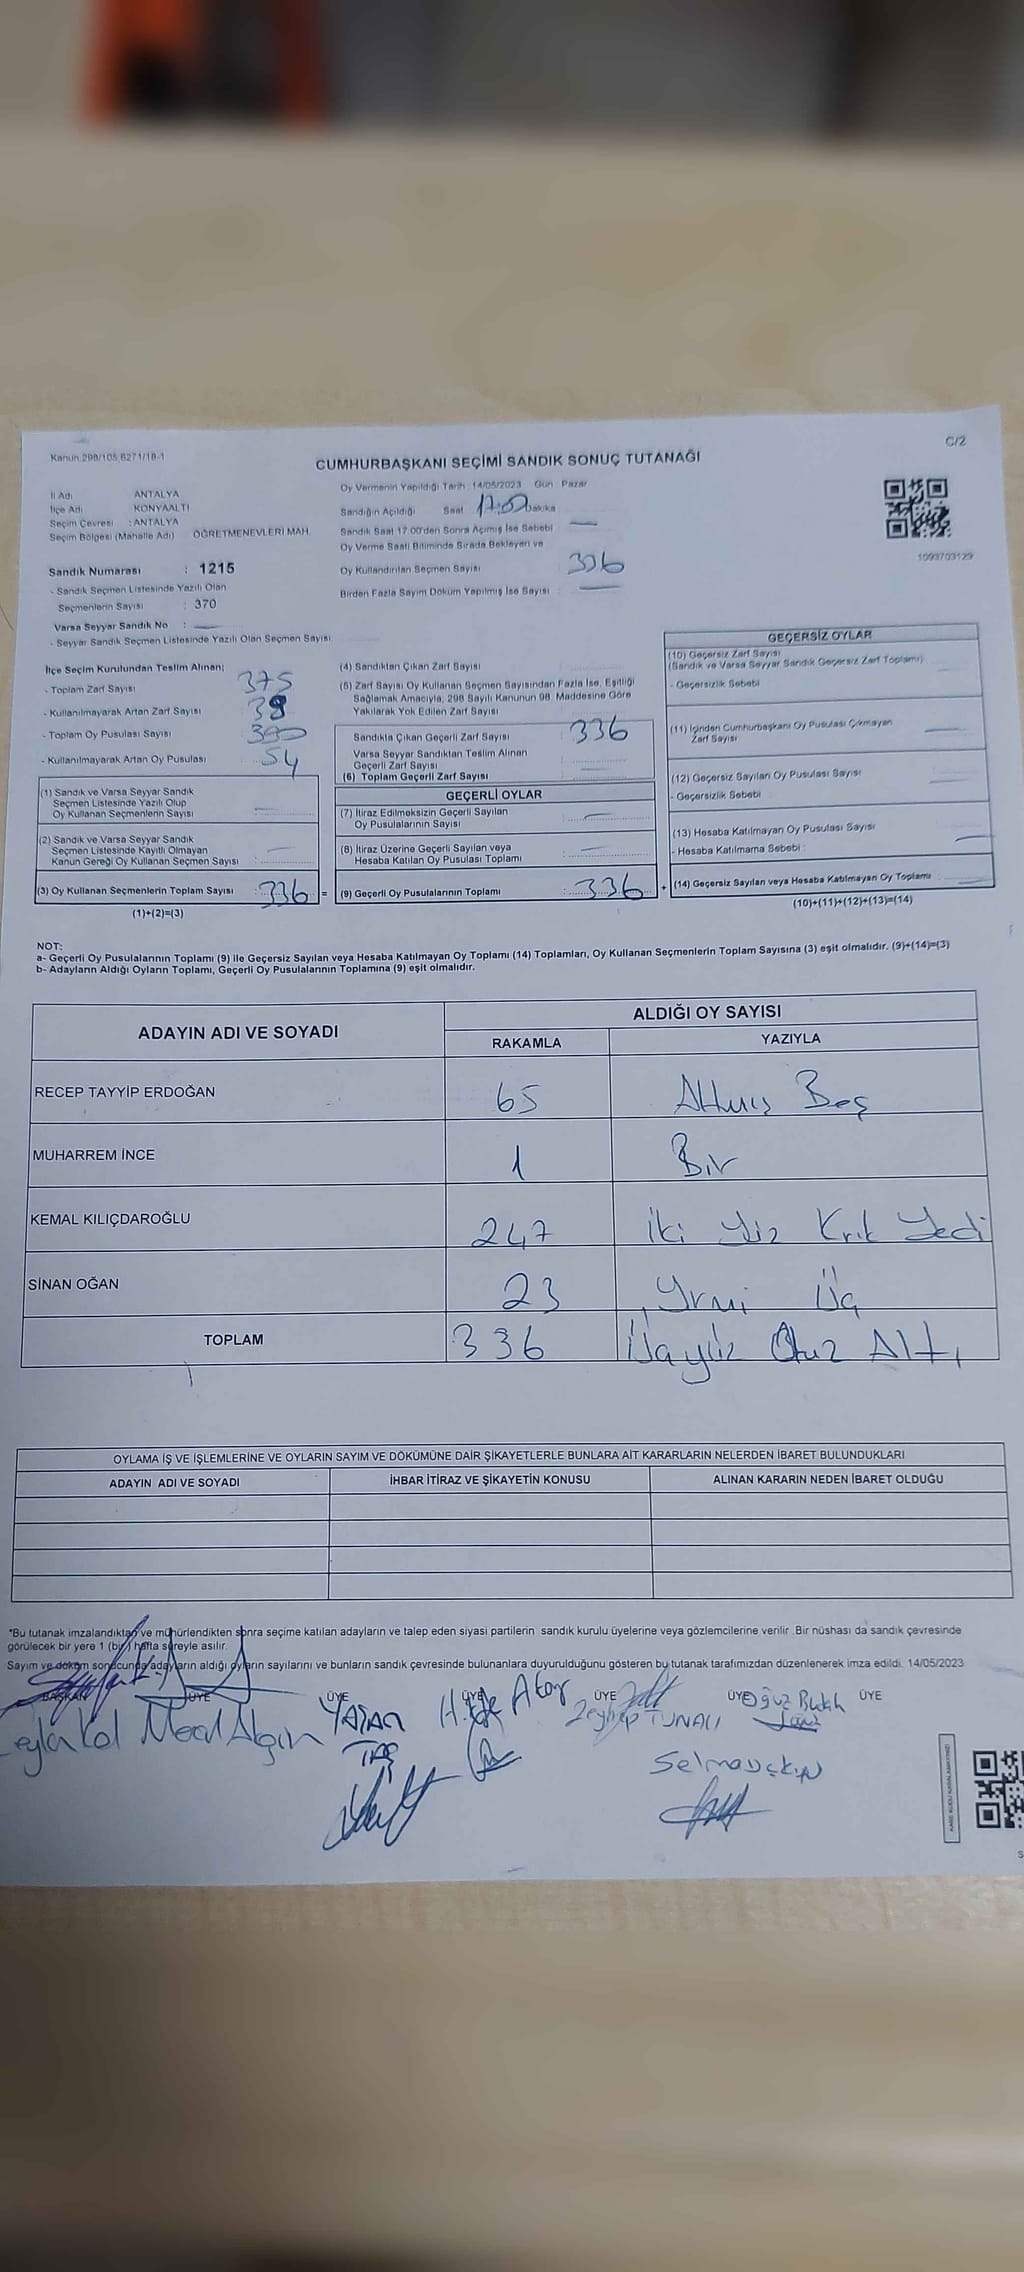 Kanun 298/105,6271/18-1
C/2
CUMHURBAŞKANI SEÇİMİ SANDIK SONUÇ TUTANAĞI
İl Adı ANTALYA
İlçe Adı KONYAALTI
Seçim Çevresi : ANTALYA
Seçim Bölgesi (Mahalle Adı) ÖĞRETMENEVLERİ MAH.
Sandık Numarası : 1215
- Sandık Seçmen Listesinde Yazılı Olan
Seçmenlerin Sayısı : 370
Varsa Seyyar Sandık No :
- Seyyar Sandık Seçmen Listesinde Yazılı Olan Seçmen Sayısı
Oy Vermenin Yapıldığı Tarih : 14/05/2023 Gün : Pazar
Sandığın Açıldığı Saat 17:00 Dakika
Sandık Saat 17.00'den Sonra Açımış İse Sebebi
Oy Verme Saati Bitiminde Sırada Bekleyen ve
Oy Kullandırılan Seçmen Sayısı 336
Birden Fazla Sayım Döküm Yapılmış İse Sayısı
1093703129
İlçe Seçim Kurulundan Teslim Alınan;
- Toplam Zarf Sayısı 375
- Kullanılmayarak Artan Zarf Sayısı
- Toplam Oy Pusulası Sayısı 390
- Kullanılmayarak Artan Oy Pusulası 54
(1) Sandık ve Varsa Seyyar Sandık
Seçmen Listesinde Yazılı Olup
Oy Kullanan Seçmenlerin Sayısı
(2) Sandık ve Varsa Seyyar Sandık
Seçmen Listesinde Kayıtlı Olmayan
Kanun Gereği Oy Kullanan Seçmen Sayısı
(3) Oy Kullanan Seçmenlerin Toplam Sayısı 336 =
(1)+(2)=(3)
(4) Sandıktan Çıkan Zarf Sayısı
(5) Zarf Sayısı Oy Kullanan Seçmen Sayısından Fazla İse, Eşitliği
Sağlamak Amacıyla; 298 Sayılı Kanunun 98. Maddesine Göre
Yakılarak Yok Edilen Zarf Sayısı
Sandıkta Çıkan Geçerli Zarf Sayısı 336
Varsa Seyyar Sandıktan Teslim Alınan
Geçerli Zarf Sayısı
(6) Toplam Geçerli Zarf Sayısı
GEÇERLİ OYLAR
(7) İtiraz Edilmeksizin Geçerli Sayılan
Oy Pusulalarının Sayısı
(8) İtiraz Üzerine Geçerli Sayılan veya
Hesaba Katılan Oy Pusulası Toplamı
(9) Geçerli Oy Pusulalarının Toplamı 336 +
GEÇERSİZ OYLAR
(10) Geçersiz Zarf Sayısı
(Sandık ve Varsa Seyyar Sandık Geçersiz Zarf Toplamı)
- Geçersizlik Sebebi
(11) İçinden Cumhurbaşkanı Oy Pusulası Çıkmayan
Zarf Sayısı
(12) Geçersiz Sayılan Oy Pusulası Sayısı
- Geçersizlik Sebebi
(13) Hesaba Katılmayan Oy Pusulası Sayısı
- Hesaba Katılmama Sebebi :
(14) Geçersiz Sayılan veya Hesaba Katılmayan Oy Toplamı :
(10)+(11)+(12)+(13)=(14)
NOT:
a- Geçerli Oy Pusulalarının Toplamı (9) ile Geçersiz Sayılan veya Hesaba Katılmayan Oy Toplamı (14) Toplamları, Oy Kullanan Seçmenlerin Toplam Sayısına (3) eşit olmalıdır. (9)+(14)=(3)
b- Adayların Aldığı Oyların Toplamı, Geçerli Oy Pusulalarının Toplamına (9) eşit olmalıdır.
ADAYIN ADI VE SOYADI
ALDIĞI OY SAYISI
RAKAMLA YAZIYLA
RECEP TAYYİP ERDOĞAN 65 Altmış Beş
MUHARREM İNCE 1 Bir
KEMAL KILIÇDAROĞLU 247 İki Yüz Kırk Yedi
SİNAN OĞAN 23 Yirmi Üç
TOPLAM 336 Üçyüz Otuz Altı
OYLAMA İŞ VE İŞLEMLERİNE VE OYLARIN SAYIM VE DÖKÜMÜNE DAİR ŞİKAYETLERLE BUNLARA AİT KARARLARIN NELERDEN İBARET BULUNDUKLARI
ADAYIN ADI VE SOYADI İHBAR İTİRAZ VE ŞİKAYETİN KONUSU ALINAN KARARIN NEDEN İBARET OLDUĞU
*Bu tutanak imzalandıktan ve mühürlendikten sonra seçime katılan adayların ve talep eden siyasi partilerin sandık kurulu üyelerine veya gözlemcilerine verilir. Bir nüshası da sandık çevresinde
görülecek bir yere 1 (bir) hafta süreyle asılır.
Sayım ve döküm sonucunda adayların aldığı oyların sayılarını ve bunların sandık çevresinde bulunanlara duyurulduğunu gösteren bu tutanak tarafımızdan düzenlenerek imza edildi. 14/05/2023
BAŞKAN ÜYE ÜYE ÜYE ÜYE ÜYE ÜYE
Zeynep TUNALI
Oğuz
Selma